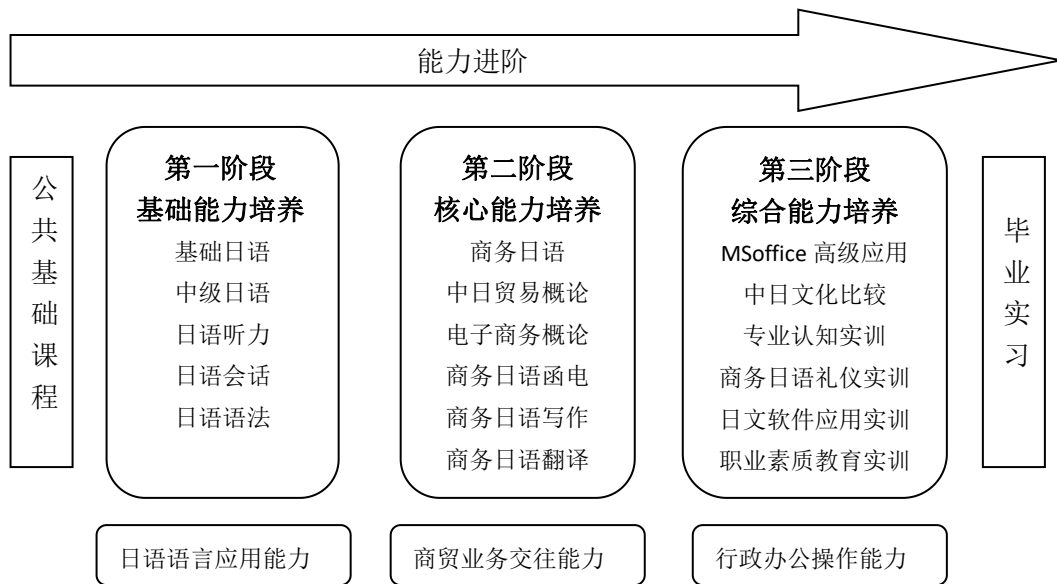 能力进阶
公共基础课程
第一阶段
基础能力培养
基础日语
中级日语
日语听力
日语会话
日语语法
第二阶段
核心能力培养
商务日语
中日贸易概论
电子商务概论
商务日语函电
商务日语写作
商务日语翻译
第三阶段
综合能力培养
MSoffice 高级应用
中日文化比较
专业认知实训
商务日语礼仪实训
日文软件应用实训
职业素质教育实训
毕业实习
日语语言应用能力
商贸业务交往能力
行政办公操作能力